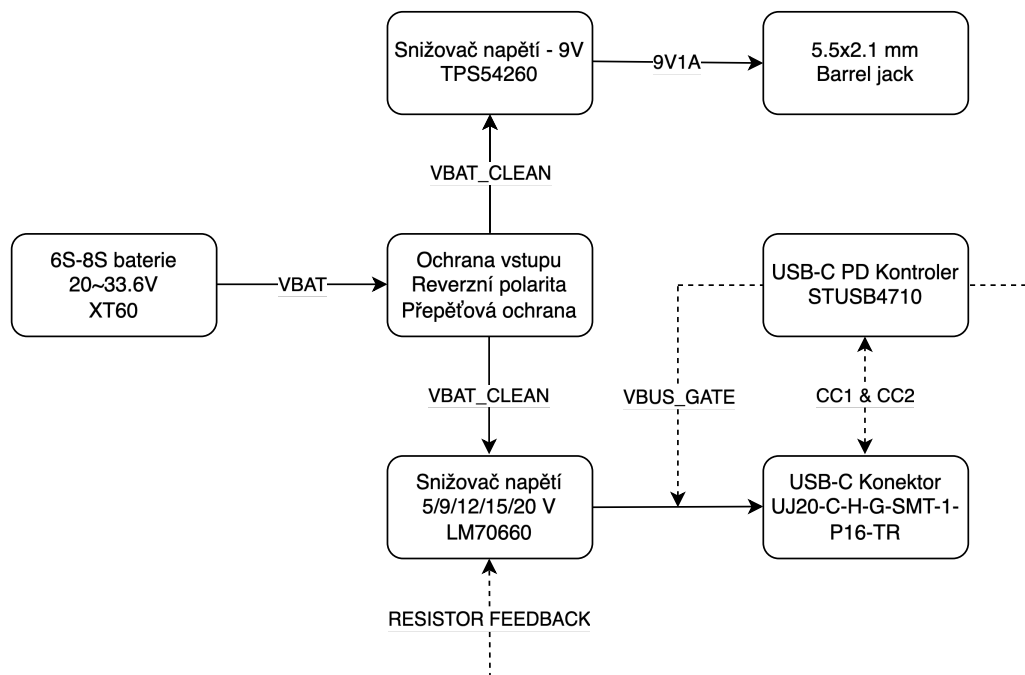 Snižovač napětí - 9V
TPS54260
9V1A
5.5x2.1 mm
Barrel jack
VBAT_CLEAN
6S-8S baterie
20~33.6V
XT60
VBAT
Ochrana vstupu
Reverzní polarita
Přepěťová ochrana
USB-C PD Kontroler
STUSB4710
VBAT_CLEAN
VBUS_GATE
CC1 & CC2
Snižovač napětí
5/9/12/15/20 V
LM70660
USB-C Konektor
UJ20-C-H-G-SMT-1-
P16-TR
RESISTOR FEEDBACK